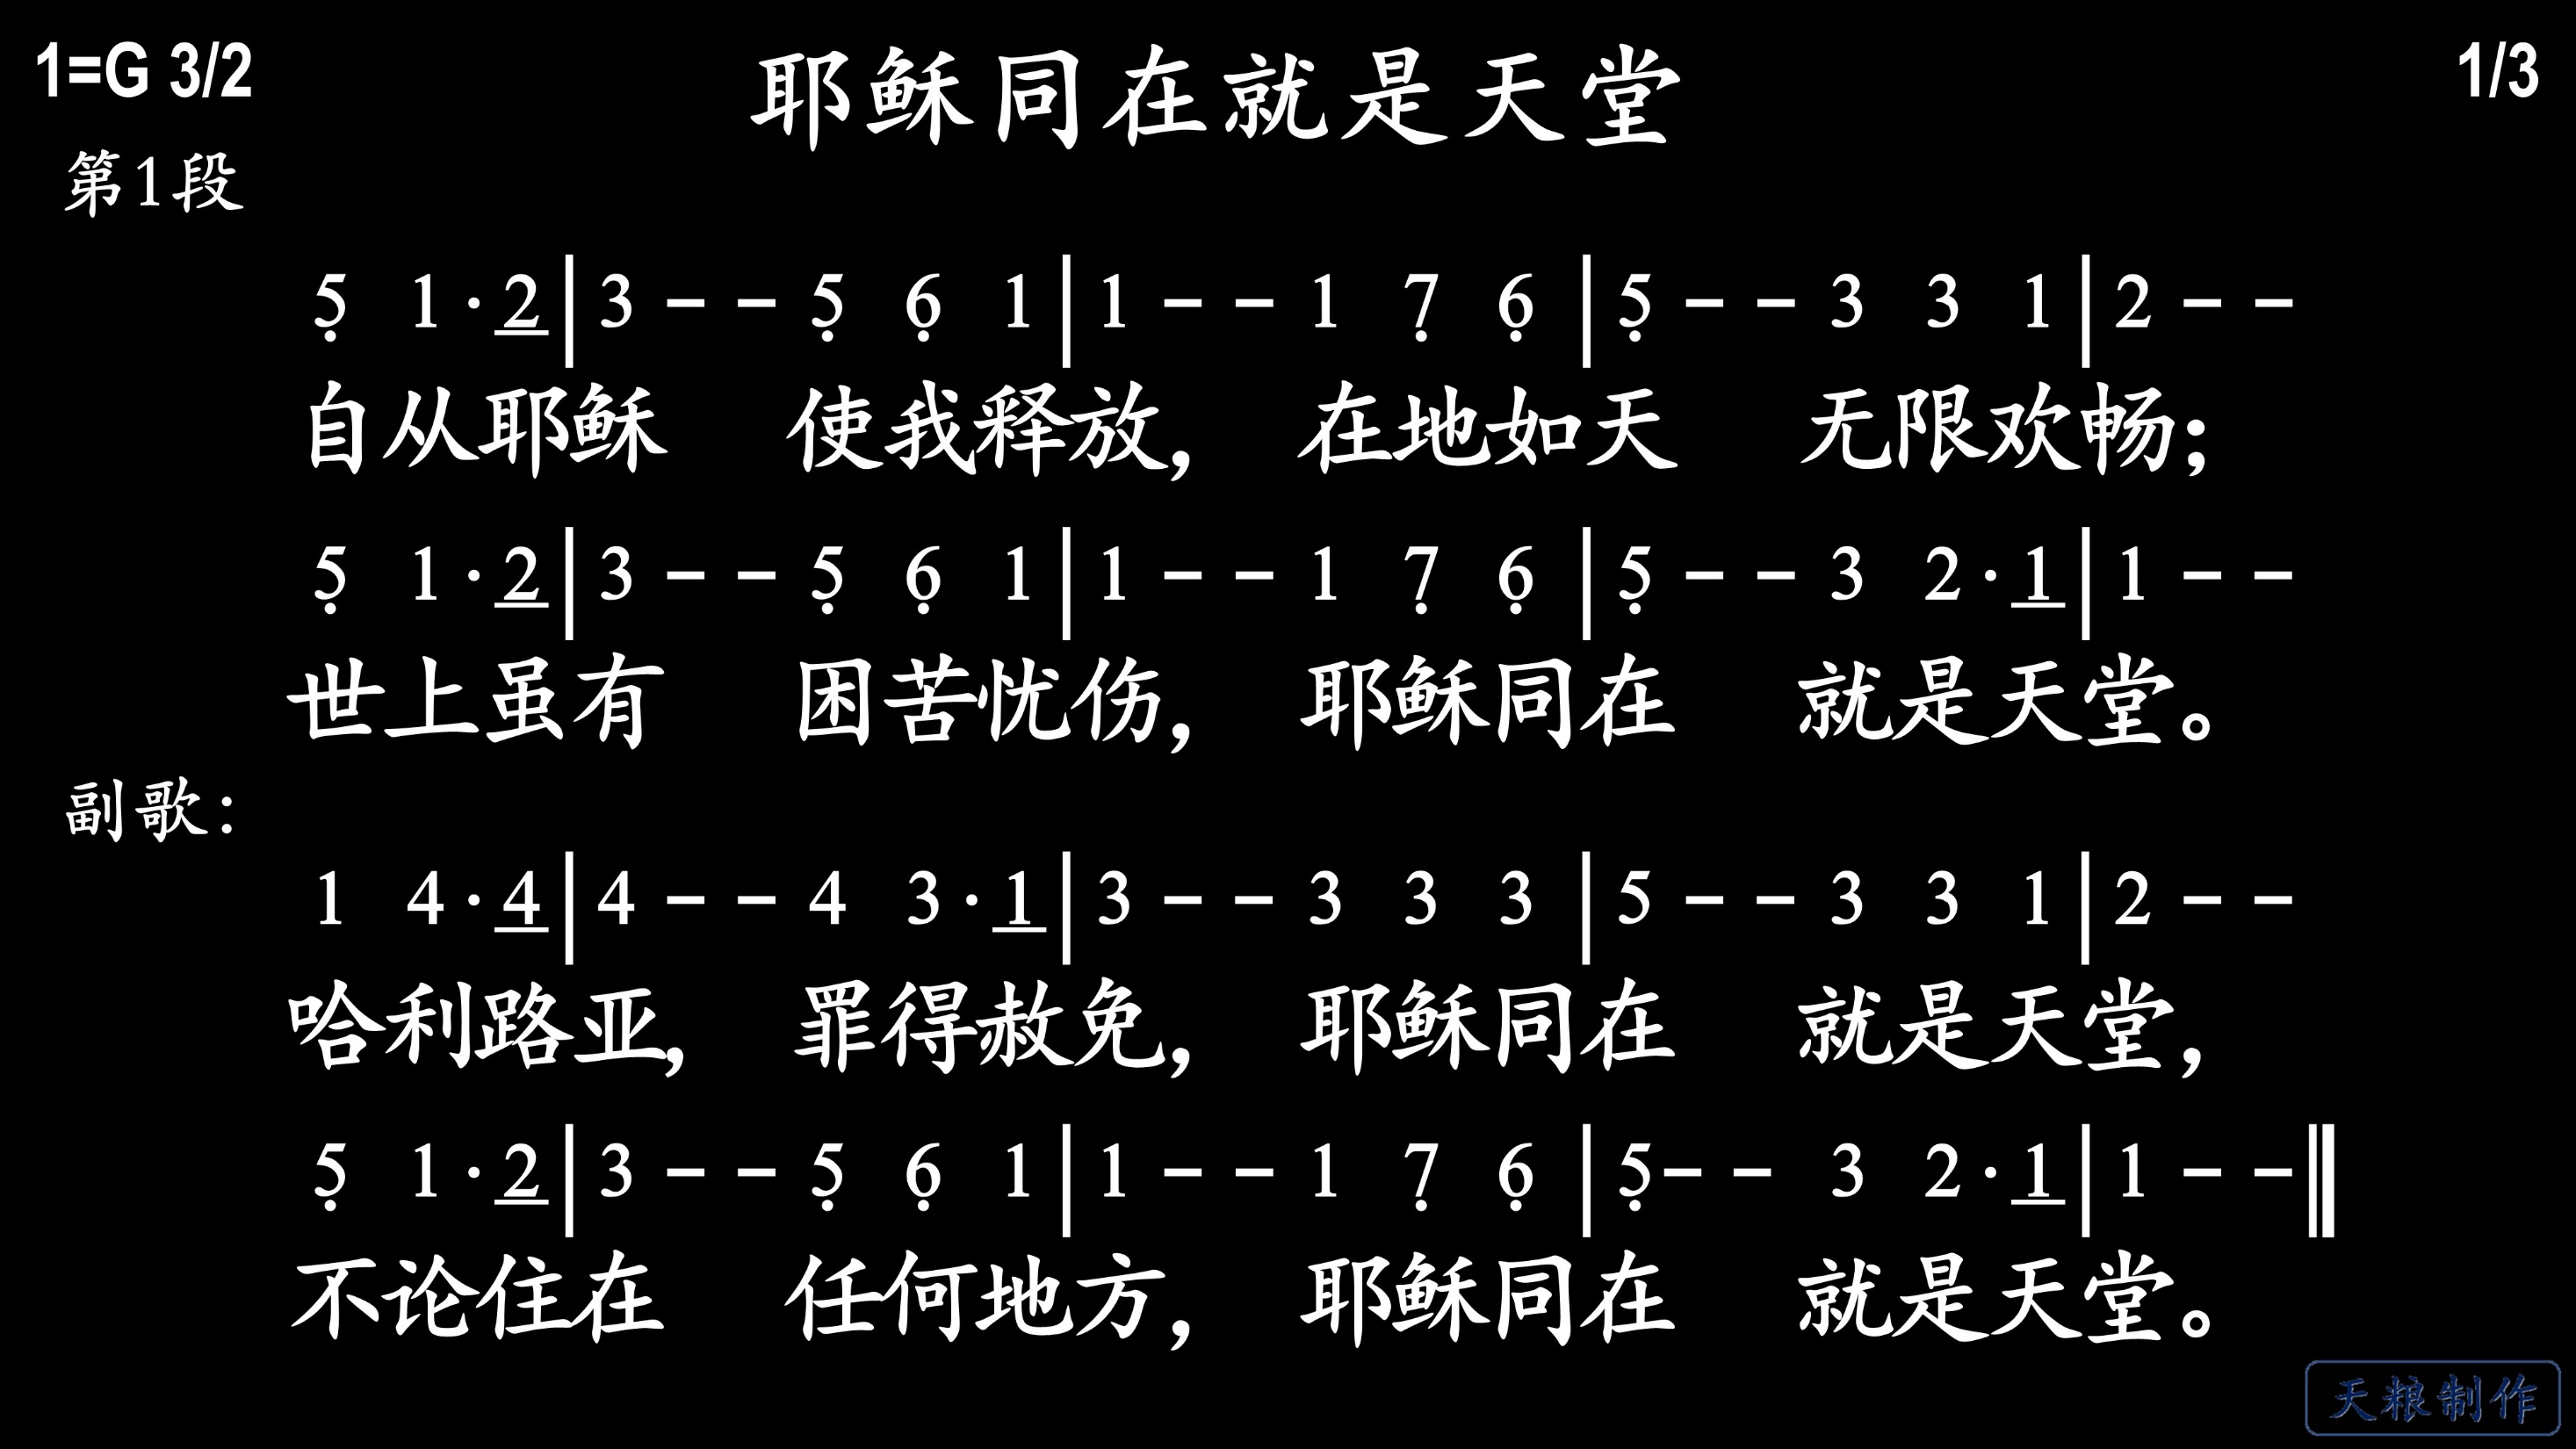 1=G 3/2
耶稣同在就是天堂
1/3
第1段
5̣ 1 · 2̲ | 3 – – 5̣ 6̣ 1 | 1 – – 1 7̣ 6̣ | 5̣ – – 3 3 1 | 2 – –
自从耶稣 使我释放， 在地如天 无限欢畅；
5̣ 1 · 2̲ | 3 – – 5̣ 6̣ 1 | 1 – – 1 7̣ 6̣ | 5̣ – – 3 2 · 1̲ | 1 – –
世上虽有 困苦忧伤， 耶稣同在 就是天堂。
副歌：
1 4 · 4̲ | 4 – – 4 3 · 1̲ | 3 – – 3 3 3 | 5 – – 3 3 1 | 2 – –
哈利路亚， 罪得赦免， 耶稣同在 就是天堂，
5̣ 1 · 2̲ | 3 – – 5̣ 6̣ 1 | 1 – – 1 7̣ 6̣ | 5̣ – – 3 2 · 1̲ | 1 – – ‖
不论住在 任何地方， 耶稣同在 就是天堂。
天粮制作